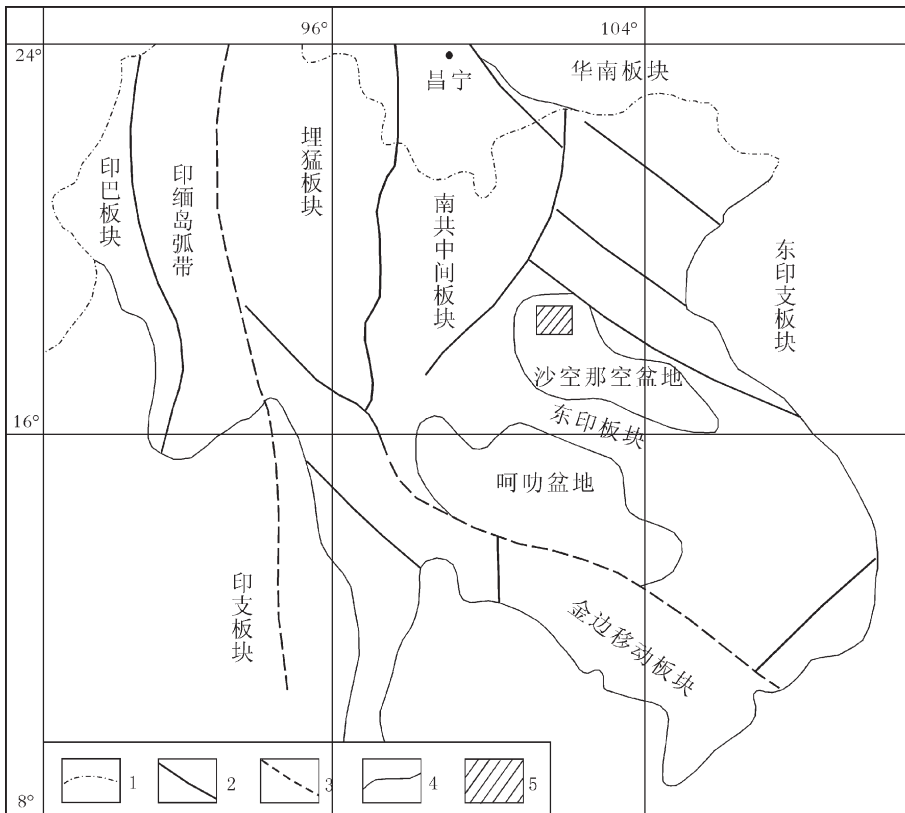 96°
104°
24°
昌宁
华南板块
埋猛板块
印巴板块
印缅岛弧带
南共中间板块
东印支板块
沙空那空盆地
东印板块
16°
呵叻盆地
印支板块
金边移动板块
1
2
3
4
5
8°